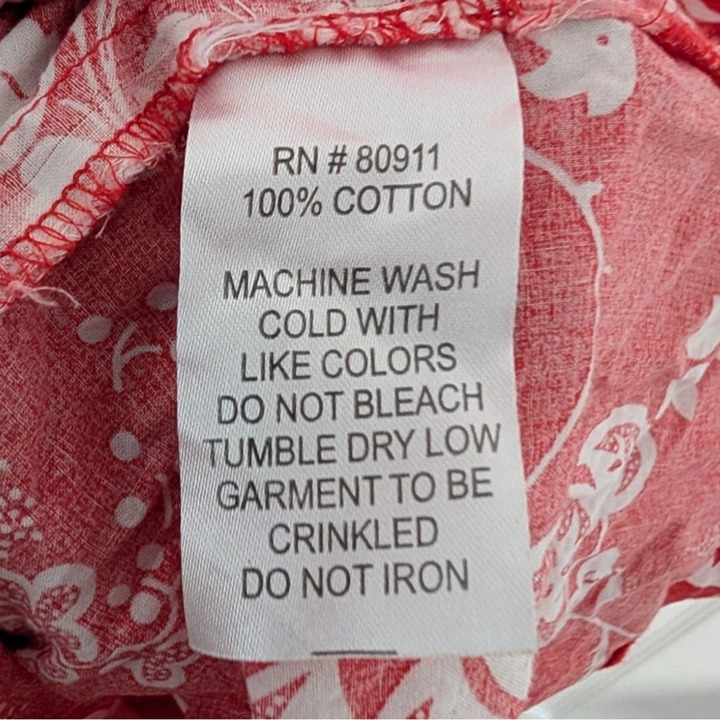 RN # 80911
100% COTTON
MACHINE WASH
COLD WITH
LIKE COLORS
DO NOT BLEACH
TUMBLE DRY LOW
GARMENT TO BE
CRINKLED
DO NOT IRON